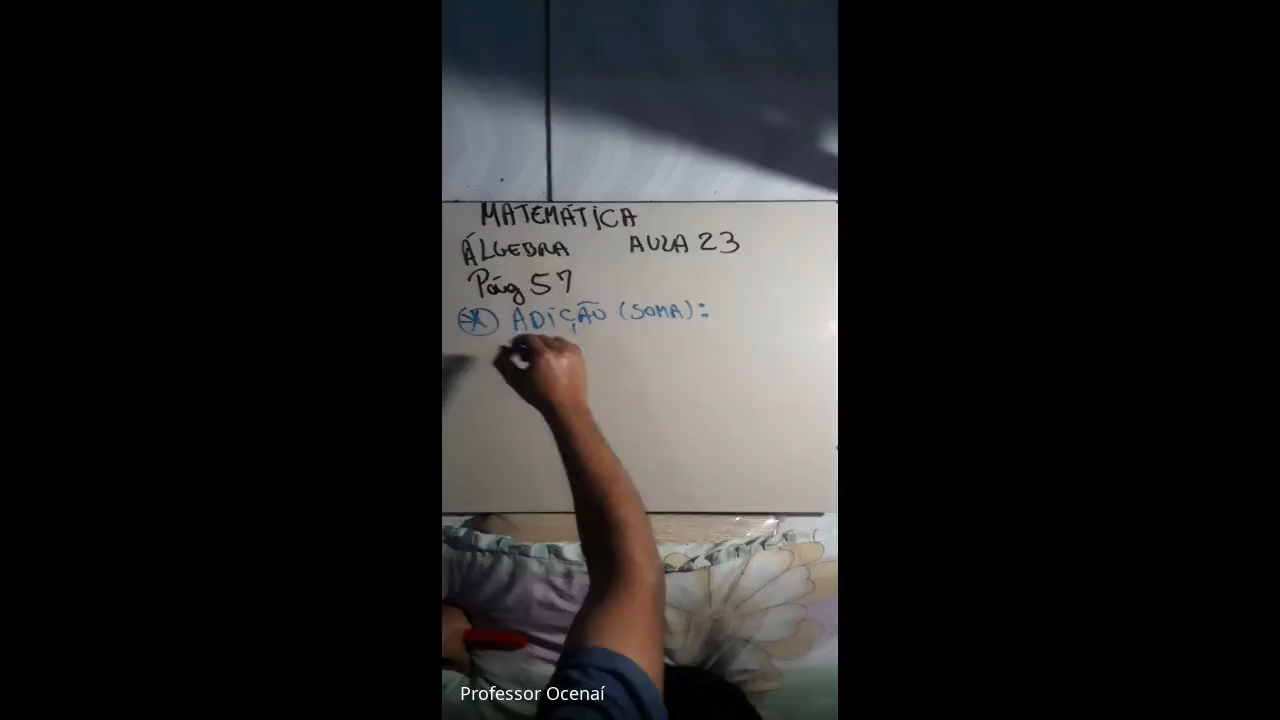 MATEMÁTICA
ÁLGEBRA AULA 23
Pág 57
ADIÇÃO (SOMA):
Professor Ocenaí